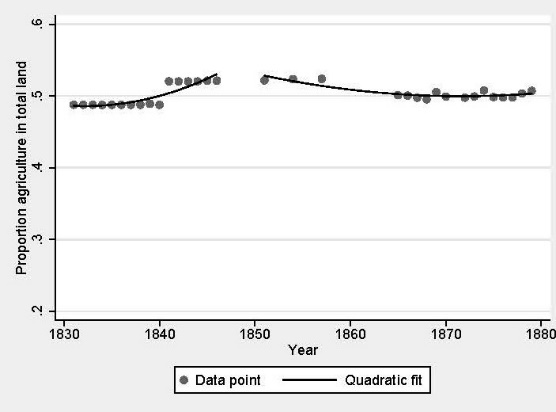 Proportion agriculture in total land
.6
.5
.4
.3
.2
1830 1840 1850 1860 1870 1880
Year
Data point Quadratic fit